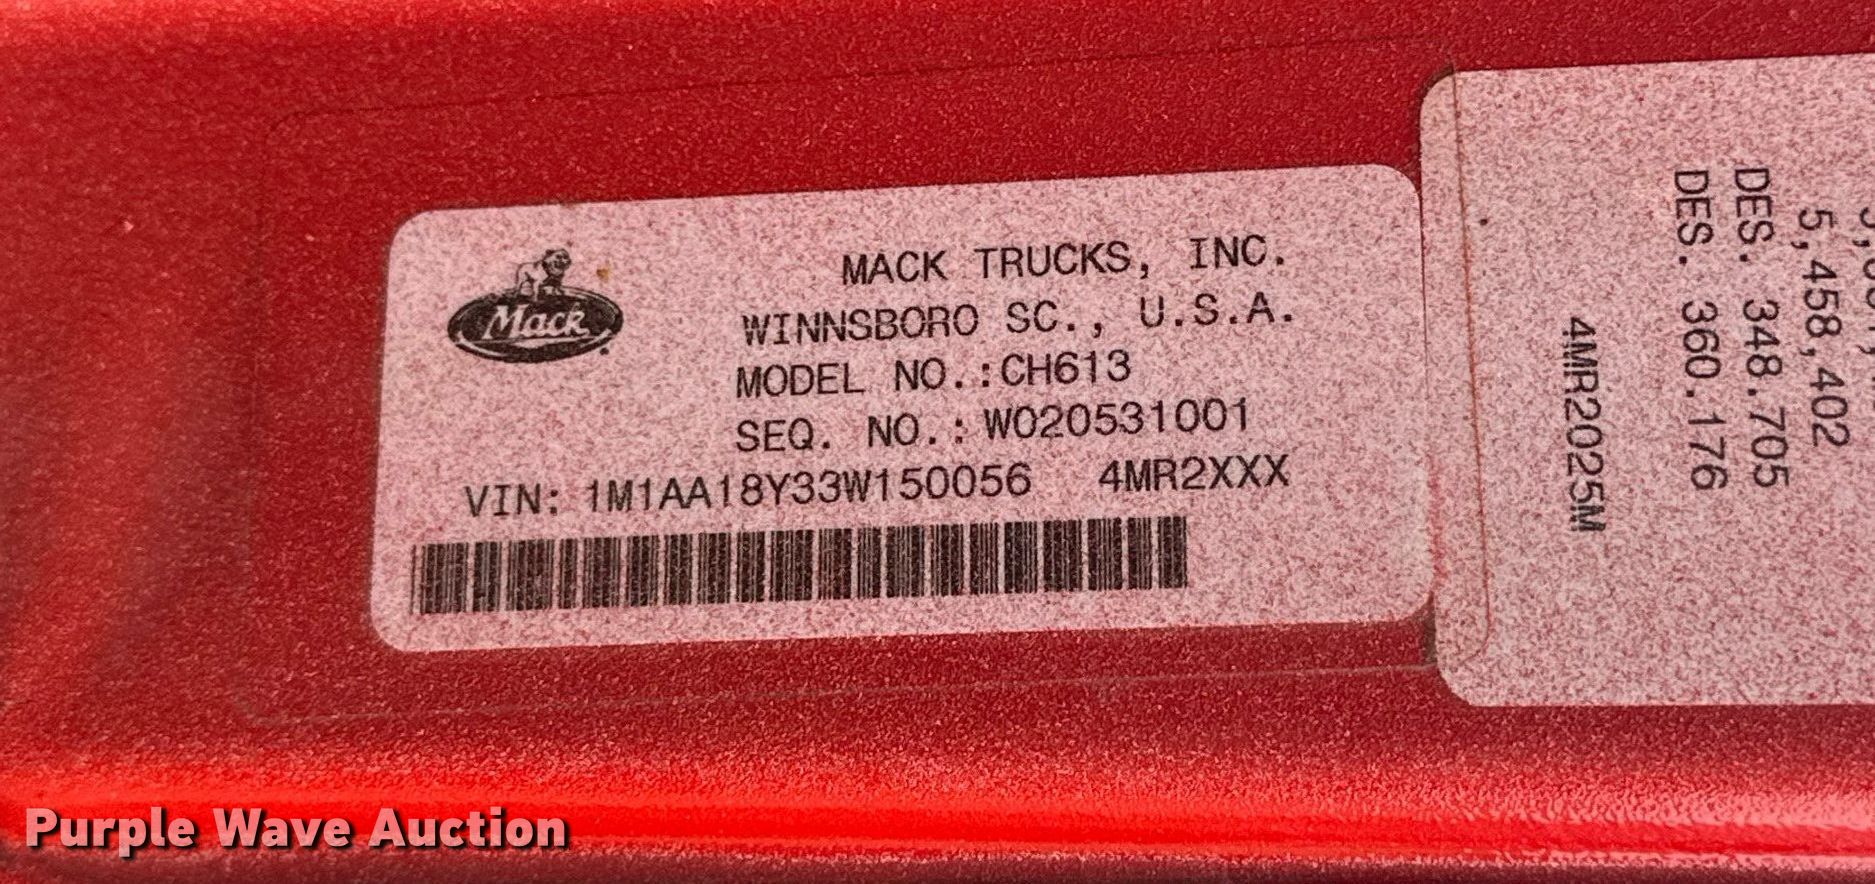 Mack
MACK TRUCKS, INC.
WINNSBORO SC., U.S.A.
MODEL NO.:CH613
SEQ. NO.: W020531001
VIN: 1M1AA18Y33W150056 4MR2XXX
5,458,402
DES. 348.705
DES. 360.176
4MR2025M
Purple Wave Auction